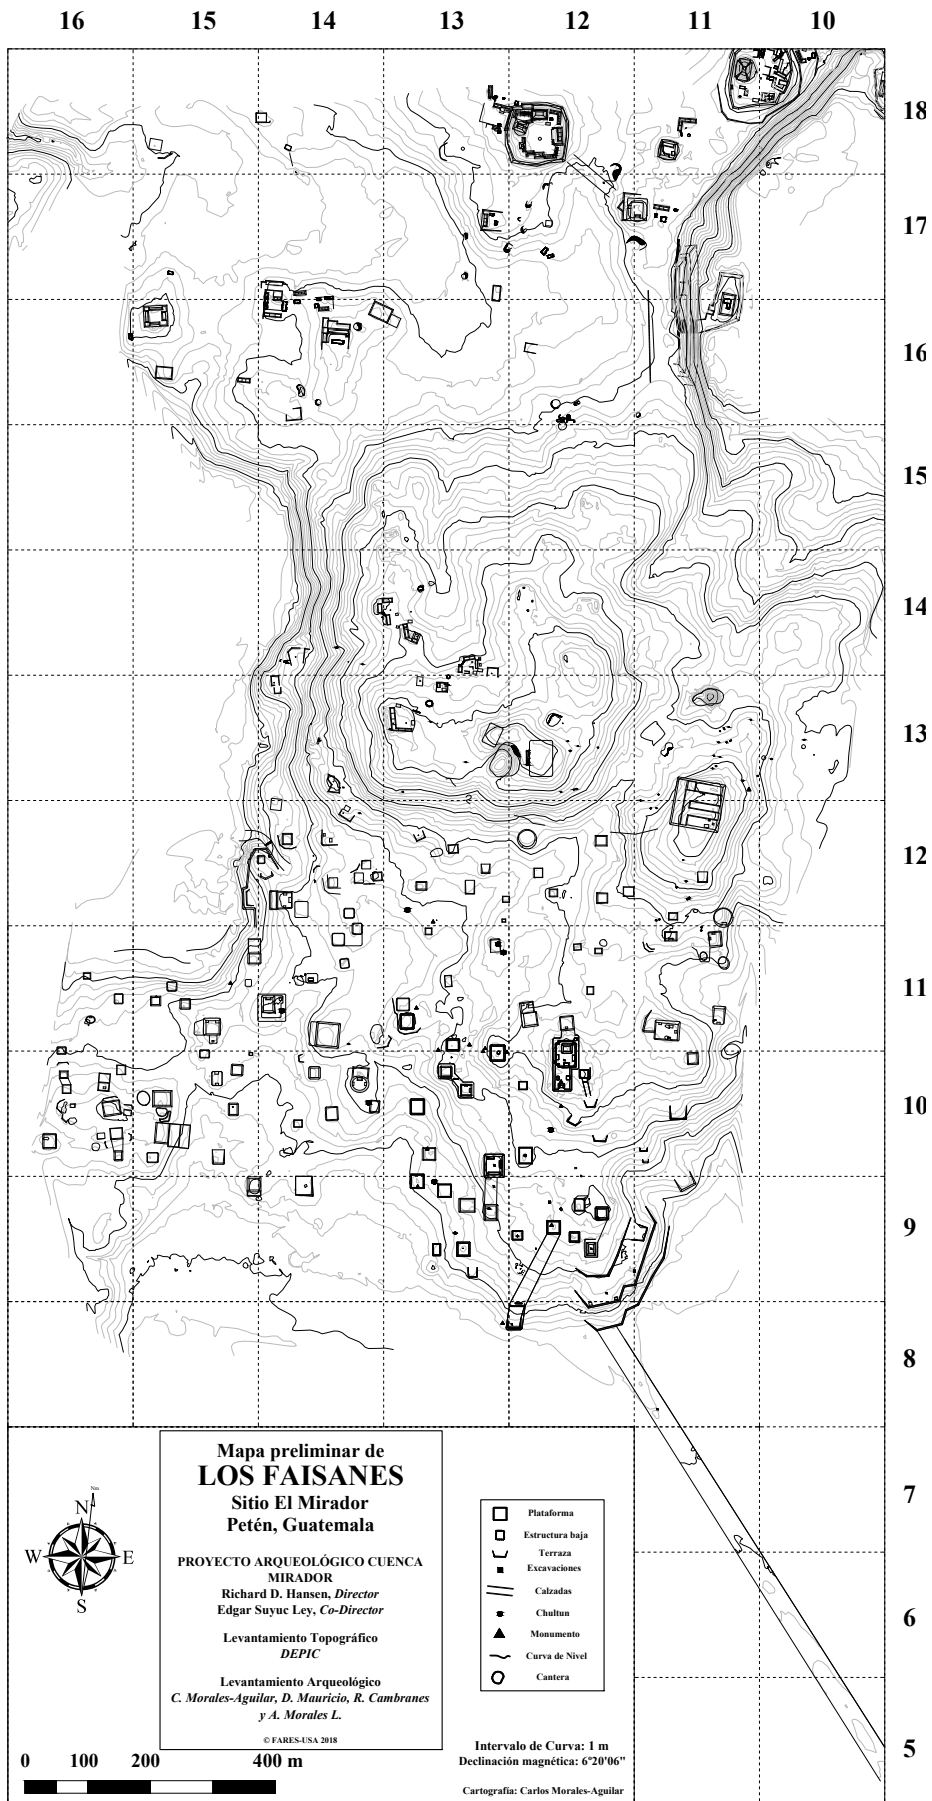 16 15 14 13 12 11 10
18
17
16
15
14
13
12
11
10
9
8
7
6
5
Mapa preliminar de
LOS FAISANES
Sitio El Mirador
Petén, Guatemala
PROYECTO ARQUEOLÓGICO CUENCA
MIRADOR
Richard D. Hansen, Director
Edgar Suyuc Ley, Co-Director
Levantamiento Topográfico
DEPIC
Levantamiento Arqueológico
C. Morales-Aguilar, D. Mauricio, R. Cambranes
y A. Morales L.
© FARES-USA 2018
Nm
N
W E
S
Plataforma
Estructura baja
Terraza
Excavaciones
Calzadas
Chultun
Monumento
Curva de Nivel
Cantera
0 100 200 400 m
Intervalo de Curva: 1 m
Declinación magnética: 6°20'06"
Cartografía: Carlos Morales-Aguilar